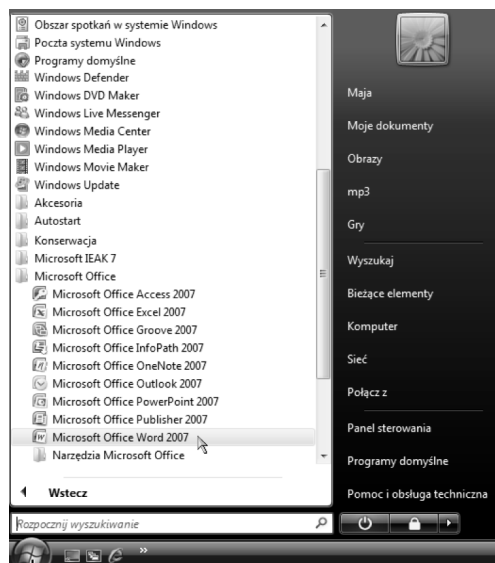 Obszar spotkań w systemie Windows
Poczta systemu Windows
Programy domyślne
Windows Defender
Windows DVD Maker
Windows Live Messenger
Windows Media Center
Windows Media Player
Windows Movie Maker
Windows Update
Akcesoria
Autostart
Konserwacja
Microsoft IEAK 7
Microsoft Office
Microsoft Office Access 2007
Microsoft Office Excel 2007
Microsoft Office Groove 2007
Microsoft Office InfoPath 2007
Microsoft Office OneNote 2007
Microsoft Office Outlook 2007
Microsoft Office PowerPoint 2007
Microsoft Office Publisher 2007
Microsoft Office Word 2007
Narzędzia Microsoft Office
Wstecz
Rozpocznij wyszukiwanie
Maja
Moje dokumenty
Obrazy
mp3
Gry
Wyszukaj
Bieżące elementy
Komputer
Sieć
Połącz z
Panel sterowania
Programy domyślne
Pomoc i obsługa techniczna